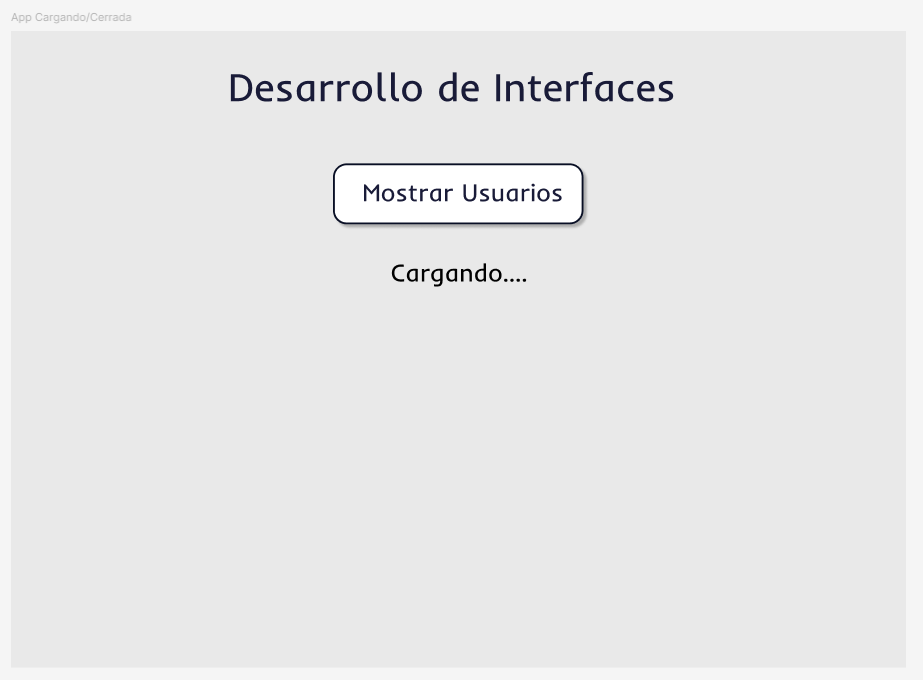 App Cargando/Cerrada
Desarrollo de Interfaces
Mostrar Usuarios
Cargando....